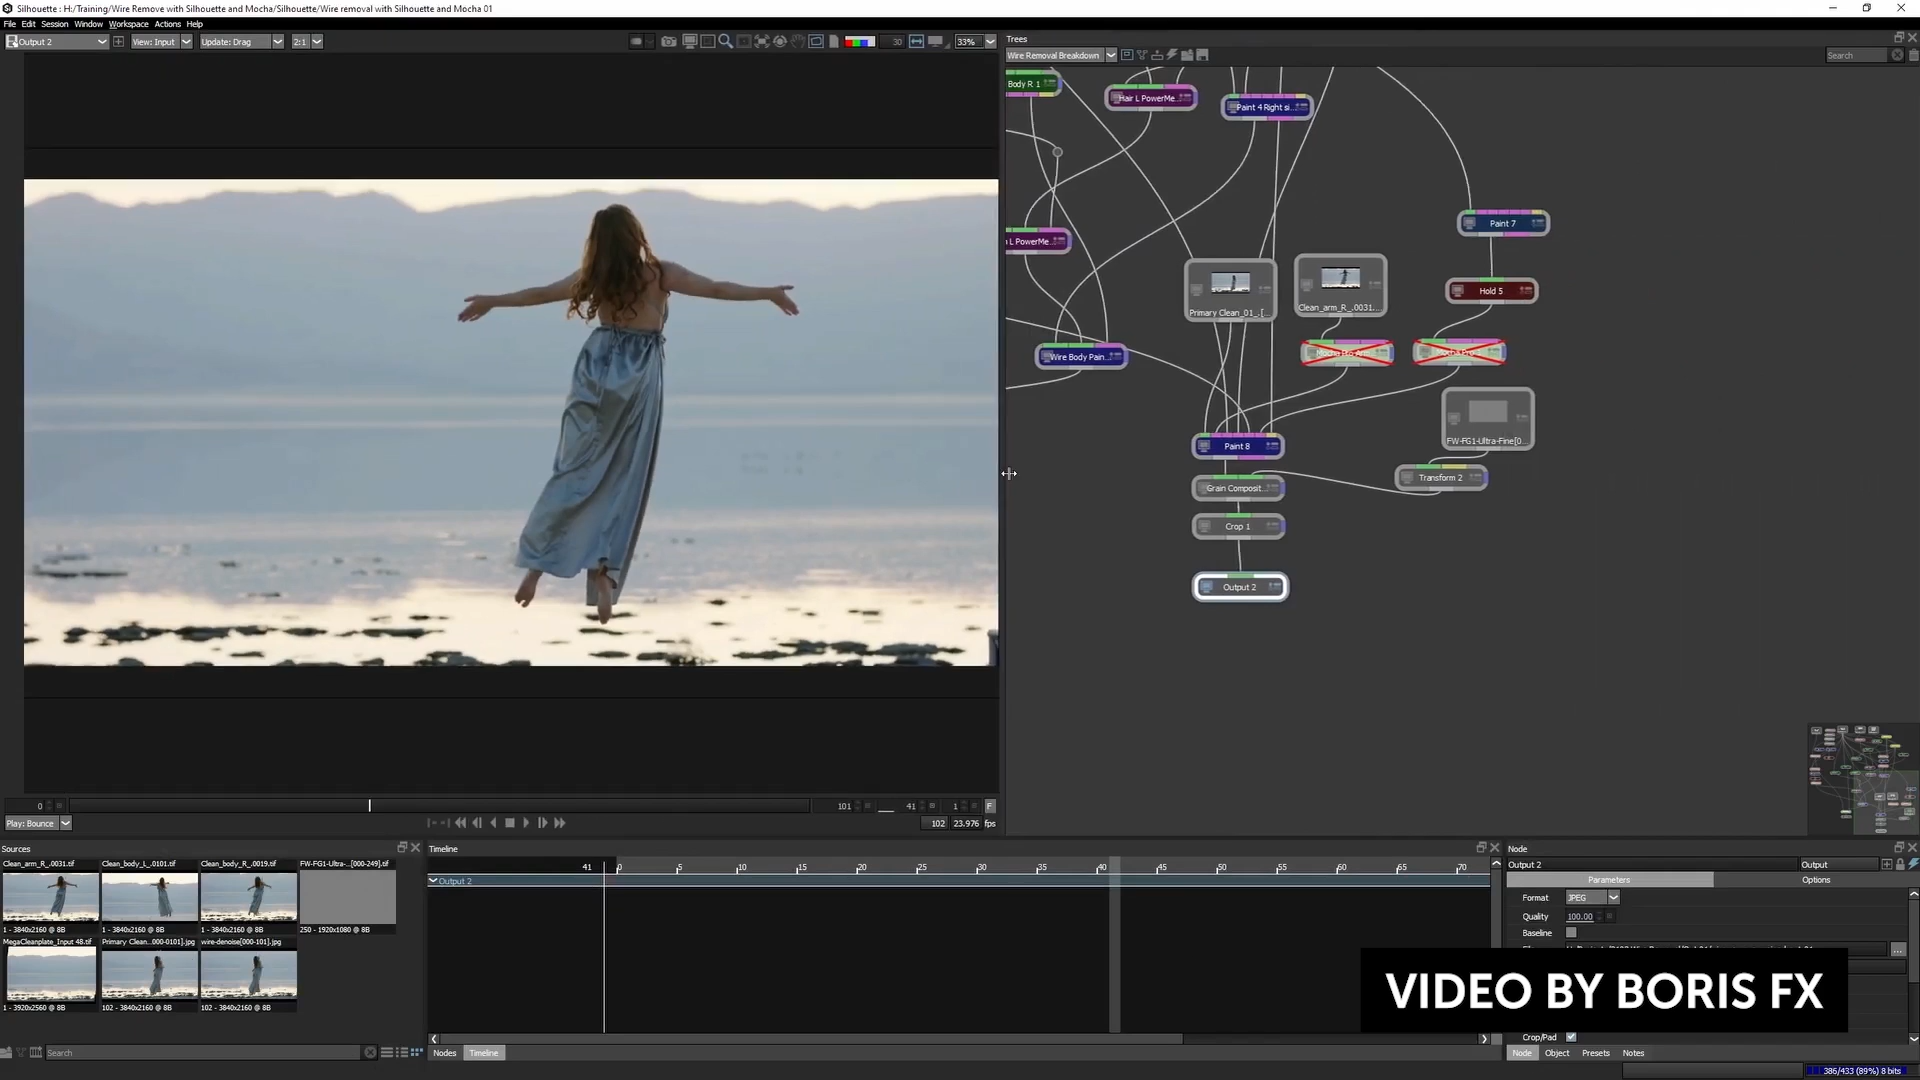 Silhouette : H:/Training/Wire Remove with Silhouette and Mocha/Silhouette/Wire removal with Silhouette and Mocha 01
File Edit Session Window Workspace Actions Help
Output 2 View: Input Update: Drag 2:1 30 33%
Trees
Wire Removal Breakdown Search
Body R 1
Hair L PowerMe...
Paint 4 Right si...
Paint 7
L PowerMe...
Hold 5
Primary Clean_01_.[...
Clean_arm_R_.0031...
Wire Body Pain...
Paint 8
FW-FG1-Ultra-Fine[0...
Transform 2
Grain Composit...
Crop 1
Output 2
0 101 41 1 F
Play: Bounce 102 23.976 fps
Sources
Clean_arm_R_.0031.tif Clean_body_L_.0101.tif Clean_body_R_.0019.tif FW-FG1-Ultra-...[000-249].tif
1 - 3840x2160 @ 8B 1 - 3840x2160 @ 8B 1 - 3840x2160 @ 8B 250 - 1920x1080 @ 8B
MegaCleanplate_Input 48.tif Primary Clean...000-0101].jpg wire-denoise[000-101].jpg
1 - 3920x2560 @ 8B 102 - 3840x2160 @ 8B 102 - 3840x2160 @ 8B
Search
Timeline
41 0 5 10 15 20 25 30 35 40 45 50 55 60 65 70
Output 2
Nodes Timeline
Node
Output 2 Output
Parameters Options
Format JPEG
Quality 100.00
Baseline
VIDEO BY BORIS FX
Crop/Pad
Node Object Presets Notes
386/433 (89%) 8 bits